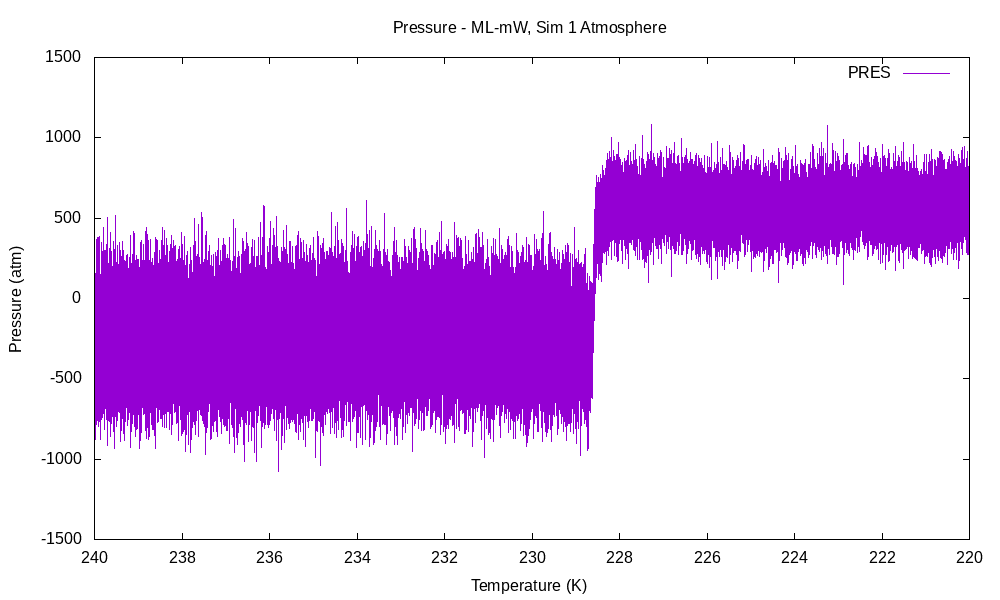 Pressure - ML-mW, Sim 1 Atmosphere
PRES
1500
1000
500
0
-500
-1000
-1500
Pressure (atm)
240 238 236 234 232 230 228 226 224 222 220
Temperature (K)